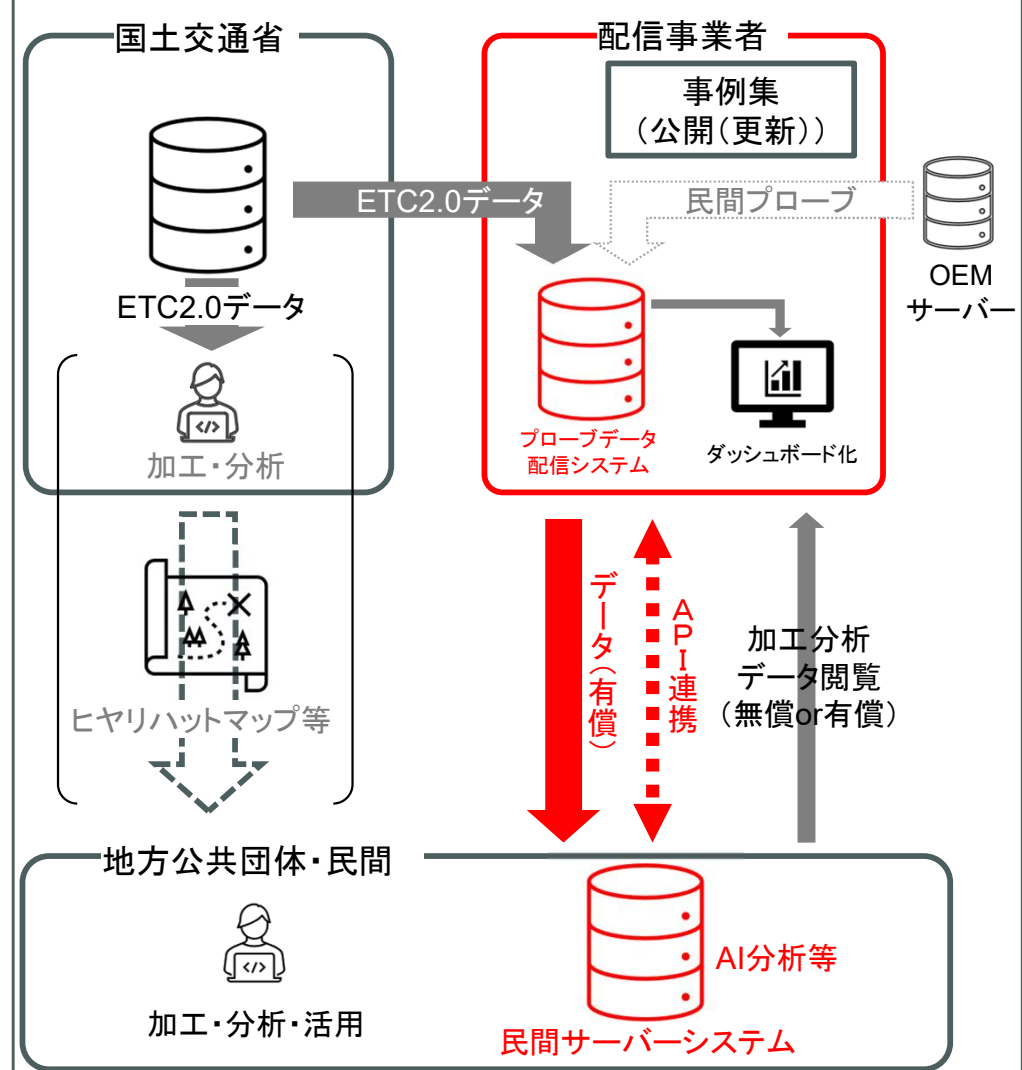 国土交通省
配信事業者
事例集
（公開（更新））
ETC2.0データ
民間プローブ
OEM
サーバー
ETC2.0データ
</>
加工・分析
プローブデータ
配信システム
ダッシュボード化
ヒヤリハットマップ等
データ（有償）
API連携
加工分析
データ閲覧
（無償or有償）
地方公共団体・民間
</>
加工・分析・活用
AI分析等
民間サーバーシステム